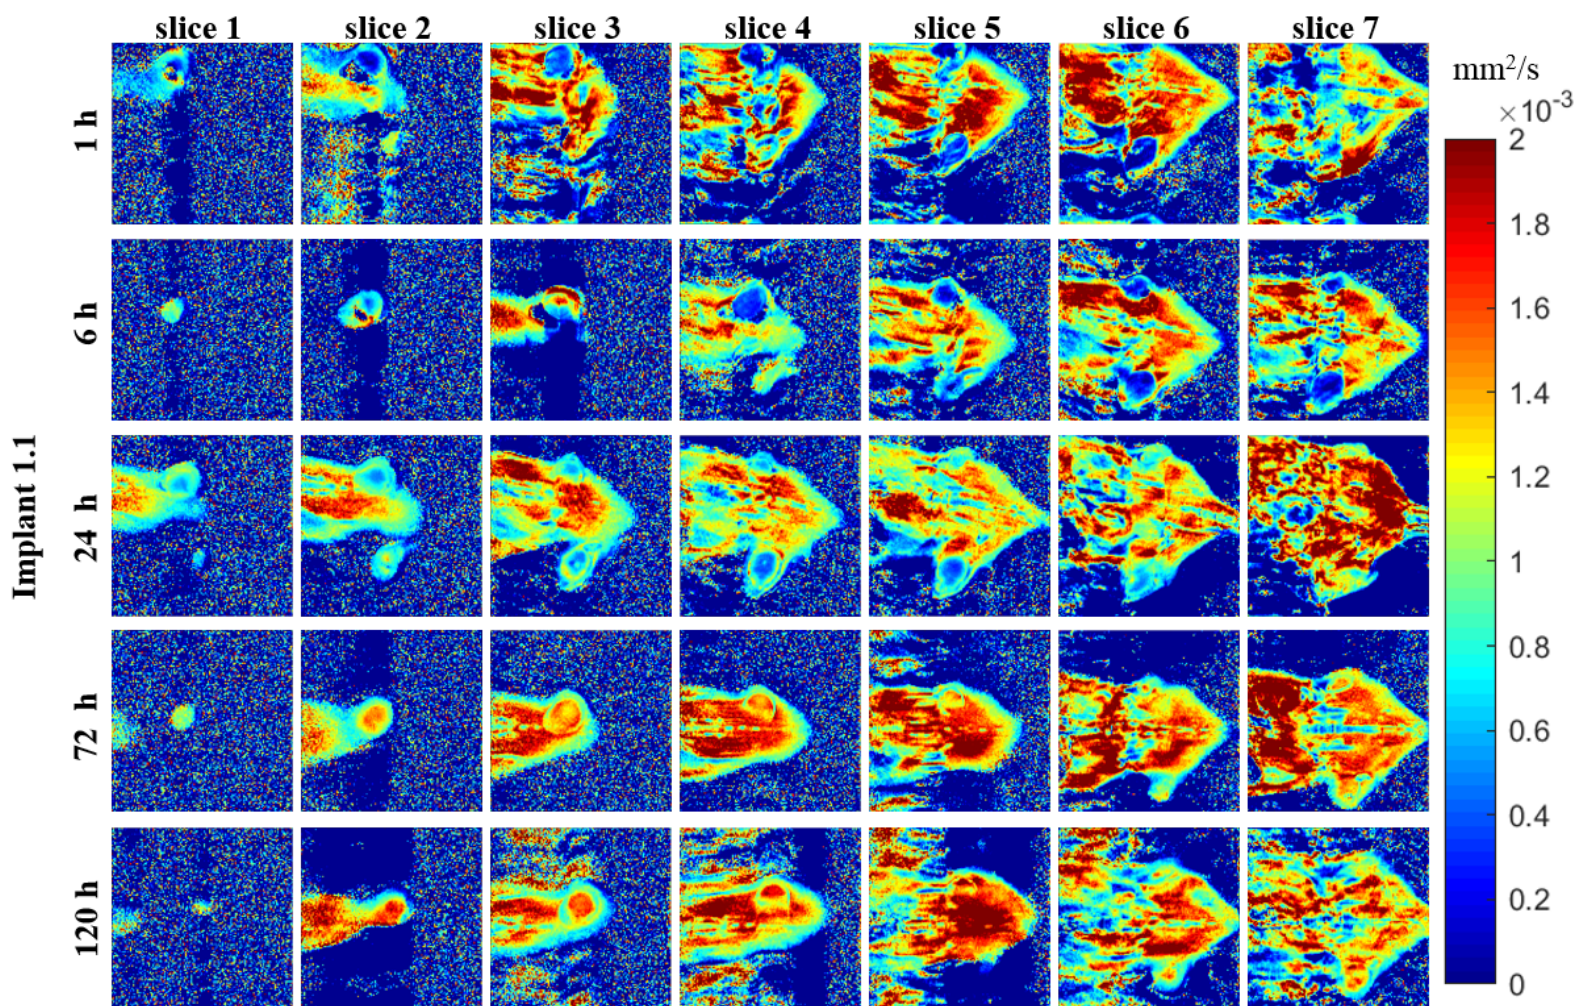 slice 1 slice 2 slice 3 slice 4 slice 5 slice 6 slice 7
mm²/s
×10⁻³
Implant 1.1
1 h
6 h
24 h
72 h
120 h
2
1.8
1.6
1.4
1.2
1
0.8
0.6
0.4
0.2
0